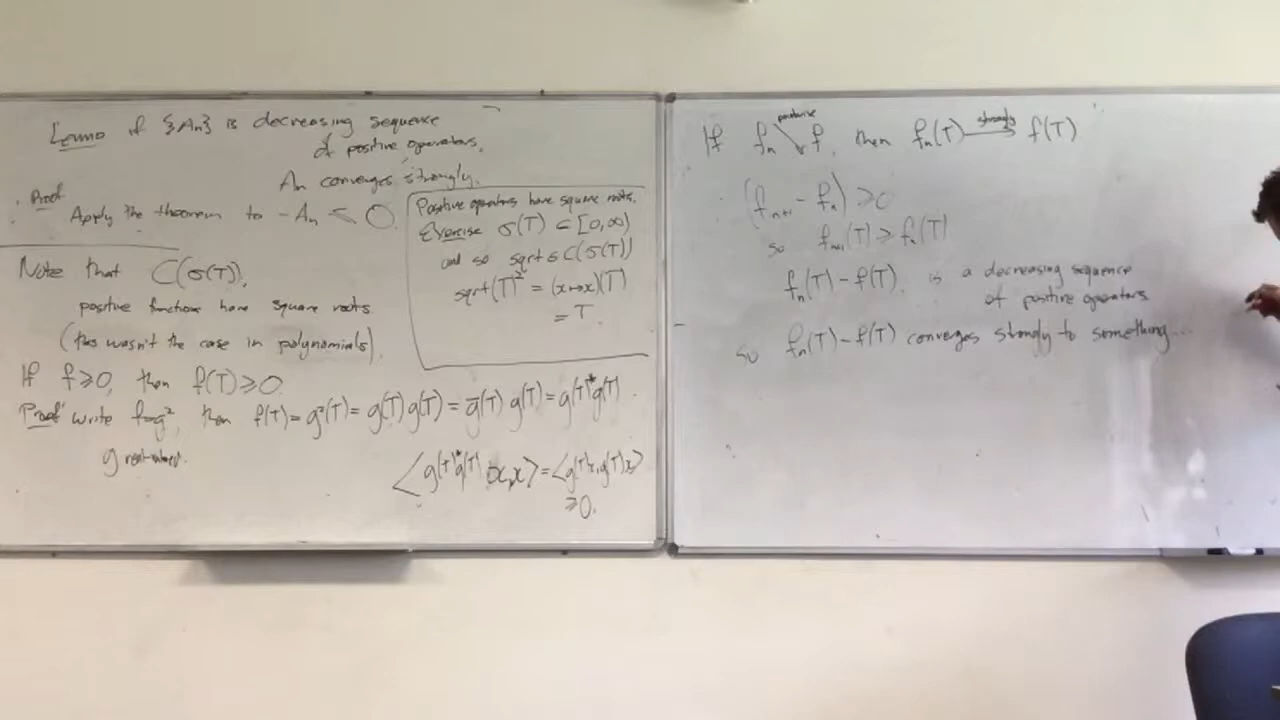 Lemma if {An} is decreasing sequence
of positive operators,
An converges strongly.
Proof
Apply the theorem to -An ≤ 0
Note that C(σ(T)),
positive functions have square roots
(this wasn't the case in polynomials).
Positive operators have square roots.
Exercise σ(T) ⊂ [0,∞)
and so sqrt ∈ C(σ(T))
sqrt(T)² = (x↦x)(T)
= T.
If f ≥ 0, then f(T) ≥ 0.
Proof write f=g², then f(T) = g²(T) = g(T) g(T) = g̅(T) g(T) = g(T)* g(T)
g real-valued.
⟨g(T)* g(T) x, x⟩ = ⟨g(T)x, g(T)x⟩
≥ 0.
If fn ↘ pointwise f, then fn(T) → strongly f(T)
(fn+1 - fn) ≥ 0
so fn+1(T) ≥ fn(T)
fn(T) - f(T) is a decreasing sequence
of positive operators
so fn(T) - f(T) converges strongly to something...